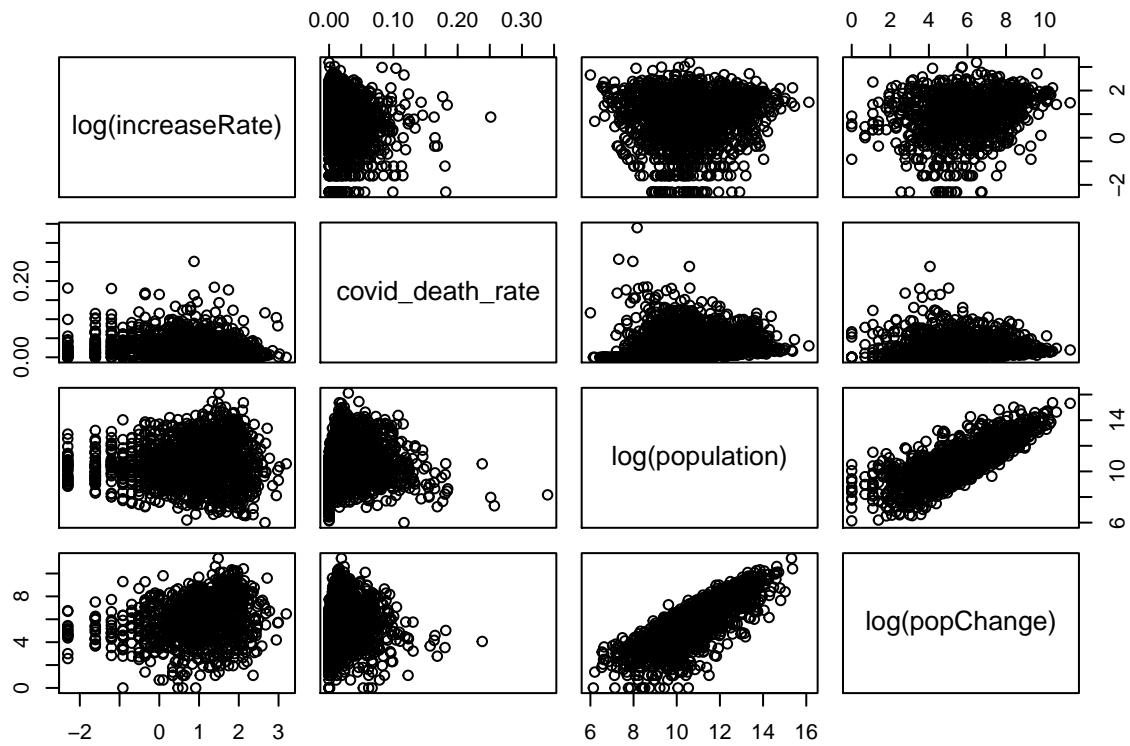 0.00 0.10 0.20 0.30
0 2 4 6 8 10
log(increaseRate)
−2 0 2
0.00 0.20
covid_death_rate
log(population)
6 10 14
0 4 8
log(popChange)
−2 0 1 2 3
6 8 10 12 14 16